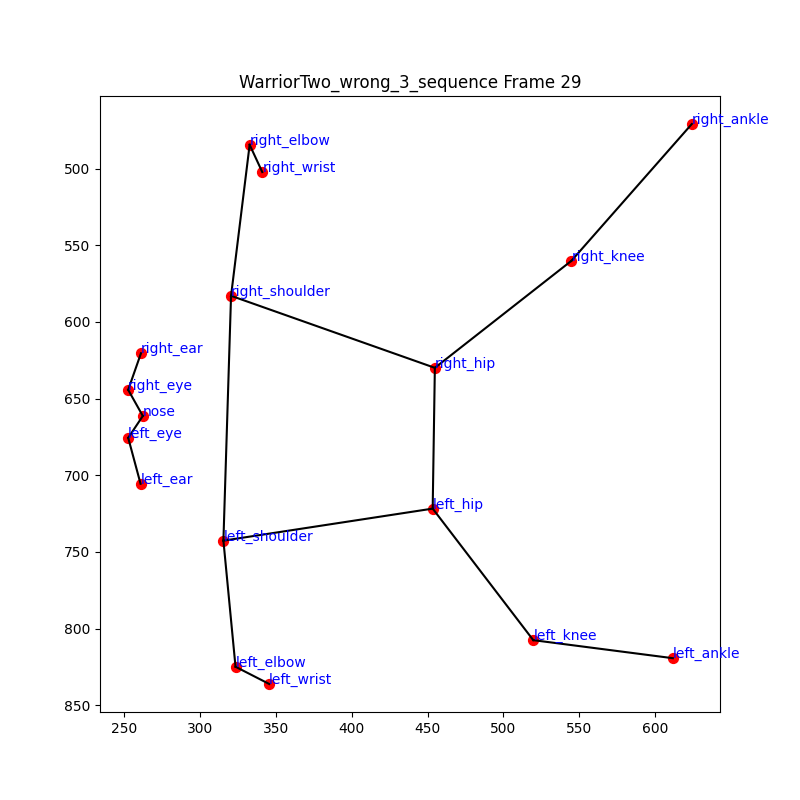 WarriorTwo_wrong_3_sequence Frame 29
right_ankle
right_elbow
right_wrist
500
550
right_knee
right_shoulder
600
right_ear
right_hip
right_eye
650
nose
left_eye
700
left_ear
left_hip
left_shoulder
750
800
left_knee
left_ankle
left_elbow
left_wrist
850
250 300 350 400 450 500 550 600